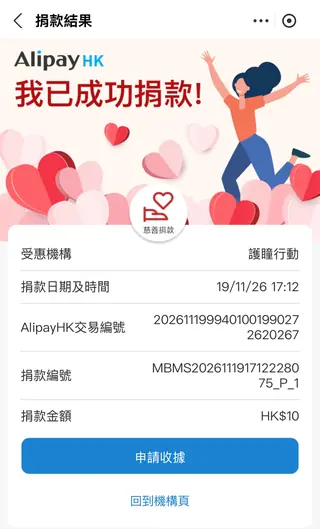 捐款結果
AlipayHK
我已成功捐款!
慈善捐款
受惠機構 護瞳行動
捐款日期及時間 19/11/26 17:12
AlipayHK交易編號 202611199940100199027
2620267
捐款編號 MBMS2026111917122280
75_P_1
捐款金額 HK$10
申請收據
回到機構頁